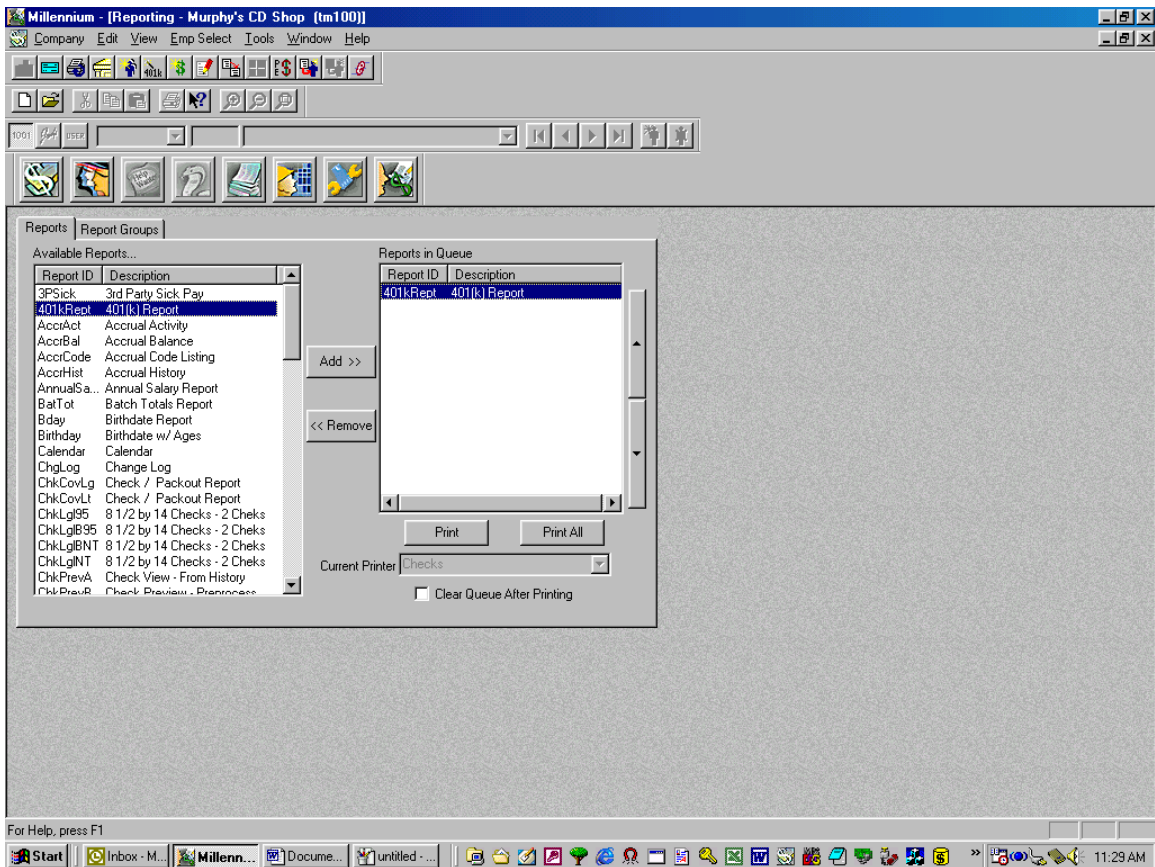 Millennium - [Reporting - Murphy's CD Shop (tm100)]
Company Edit View Emp Select Tools Window Help
401k
1001 USER
Reports Report Groups
Available Reports... Reports in Queue
Report ID Description Report ID Description
3PSick 3rd Party Sick Pay 401kRept 401(k) Report
401kRept 401(k) Report
AccrAct Accrual Activity
AccrBal Accrual Balance
AccrCode Accrual Code Listing
AccrHist Accrual History
Add >>
AnnualSa... Annual Salary Report
BatTot Batch Totals Report
Bday Birthdate Report
Birthday Birthdate w/ Ages
<< Remove
Calendar Calendar
ChgLog Change Log
ChkCovLg Check / Packout Report
ChkCovLt Check / Packout Report
ChkLgl95 8 1/2 by 14 Checks - 2 Cheks
ChkLglB95 8 1/2 by 14 Checks - 2 Cheks
ChkLglBNT 8 1/2 by 14 Checks - 2 Cheks
ChkLglNT 8 1/2 by 14 Checks - 2 Cheks
ChkPrevA Check View - From History
ChkPrevB Check Preview - Preprocess
Print Print All
Current Printer Checks
Clear Queue After Printing
For Help, press F1
Start Inbox - M... Millenn... Docume... untitled - ... 11:29 AM